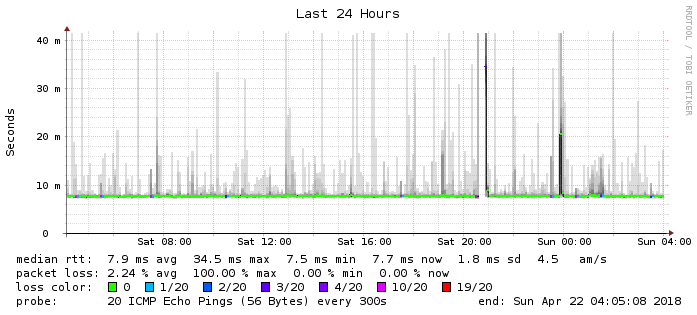 Last 24 Hours
RRDTOOL / TOBI OETIKER
Seconds
40 m
30 m
20 m
10 m
0
Sat 08:00 Sat 12:00 Sat 16:00 Sat 20:00 Sun 00:00 Sun 04:00
median rtt: 7.9 ms avg 34.5 ms max 7.5 ms min 7.7 ms now 1.8 ms sd 4.5 am/s
packet loss: 2.24 % avg 100.00 % max 0.00 % min 0.00 % now
loss color: 0 1/20 2/20 3/20 4/20 10/20 19/20
probe: 20 ICMP Echo Pings (56 Bytes) every 300s end: Sun Apr 22 04:05:08 2018